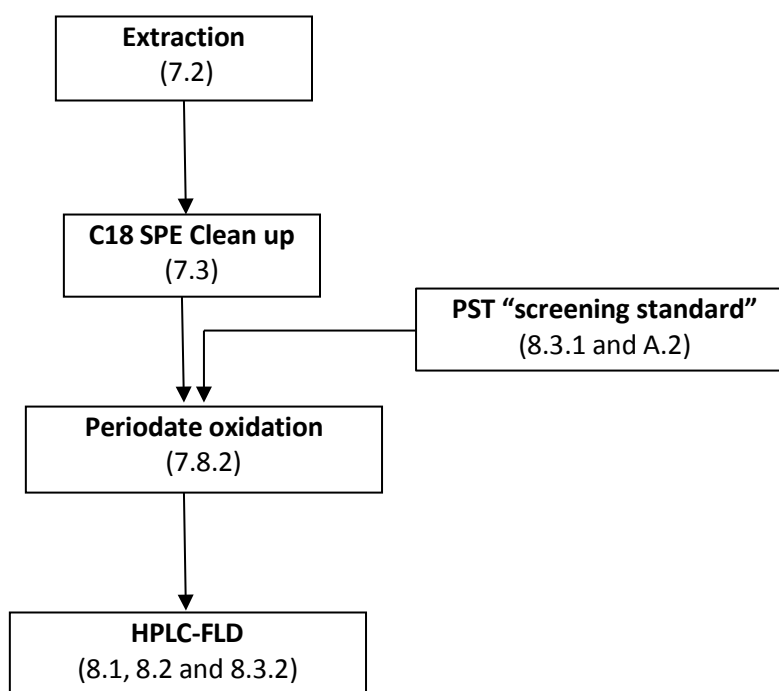 Extraction
(7.2)
C18 SPE Clean up
(7.3)
PST “screening standard”
(8.3.1 and A.2)
Periodate oxidation
(7.8.2)
HPLC-FLD
(8.1, 8.2 and 8.3.2)